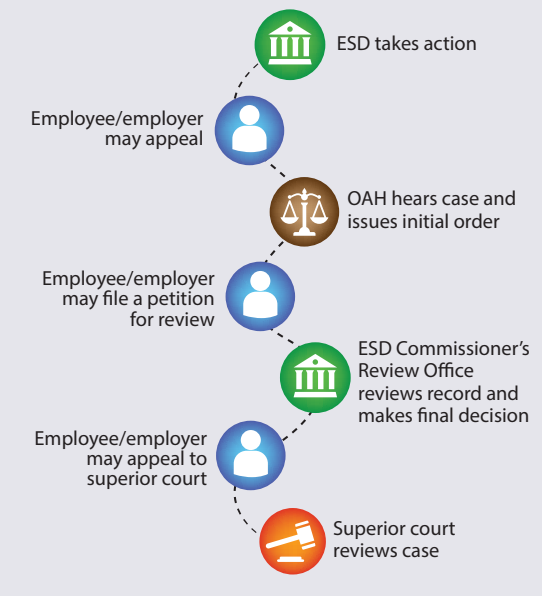 ESD takes action
Employee/employer
may appeal
OAH hears case and
issues initial order
Employee/employer
may file a petition
for review
ESD Commissioner’s
Review Office
reviews record and
makes final decision
Employee/employer
may appeal to
superior court
Superior court
reviews case